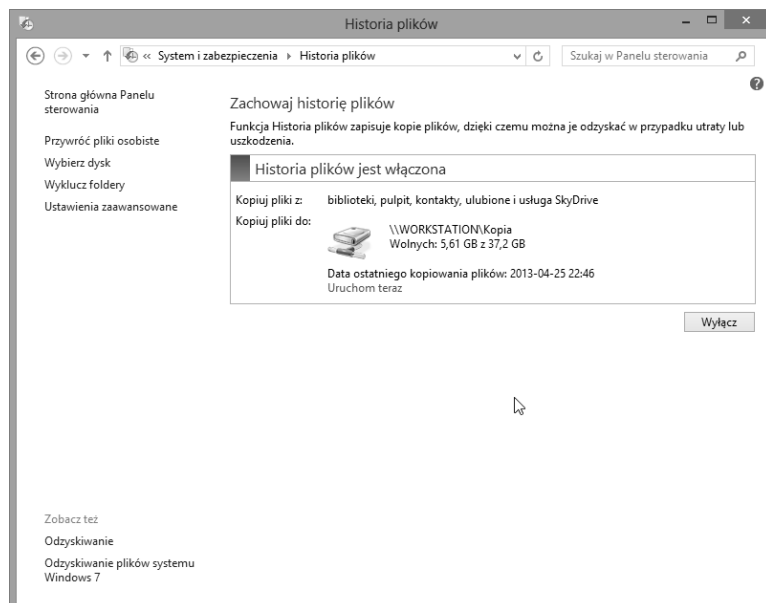 Historia plików
« System i zabezpieczenia Historia plików
Szukaj w Panelu sterowania
Strona główna Panelu
sterowania
Przywróć pliki osobiste
Wybierz dysk
Wyklucz foldery
Ustawienia zaawansowane
Zachowaj historię plików
Funkcja Historia plików zapisuje kopie plików, dzięki czemu można je odzyskać w przypadku utraty lub
uszkodzenia.
Historia plików jest włączona
Kopiuj pliki z: biblioteki, pulpit, kontakty, ulubione i usługa SkyDrive
Kopiuj pliki do: \\WORKSTATION\Kopia
Wolnych: 5,61 GB z 37,2 GB
Data ostatniego kopiowania plików: 2013-04-25 22:46
Uruchom teraz
Wyłącz
Zobacz też
Odzyskiwanie
Odzyskiwanie plików systemu
Windows 7